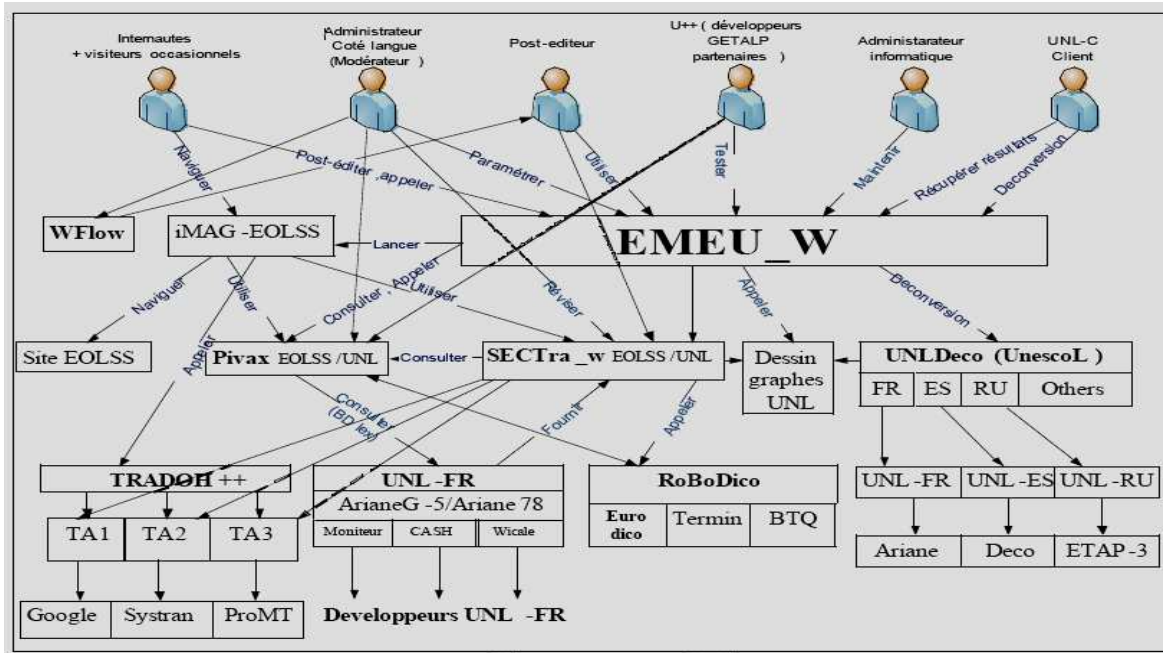 Internautes
+ visiteurs occasionnels
Administrateur
Coté langue
(Modérateur )
Post-editeur
U++ ( développeurs
GETALP
partenaires )
Administarateur
informatique
UNL-C
Client
Naviguer
Post-éditer ,appeler
Paramétrer
Utiliser
Tester
Maintenir
Récupérer résultats
Deconversion
WFlow
iMAG -EOLSS
Lancer
EMEU_W
Naviguer
Utiliser
Consulter ,Appeler
Utiliser
Réviser
Appeler
Deconversion
Appeler
Site EOLSS
Pivax EOLSS /UNL
Consulter
SECTra _w EOLSS /UNL
Dessin
graphes
UNL
UNLDeco (UnescoL )
FR ES RU Others
Consulter
(BD lex)
Fournir
Appeler
TRADOH ++
TA1 TA2 TA3
Google Systran ProMT
UNL -FR
ArianeG -5/Ariane 78
Moniteur CASH Wicale
Developpeurs UNL -FR
RoBoDico
Euro
dico
Termin BTQ
UNL -FR UNL -ES UNL -RU
Ariane Deco ETAP -3